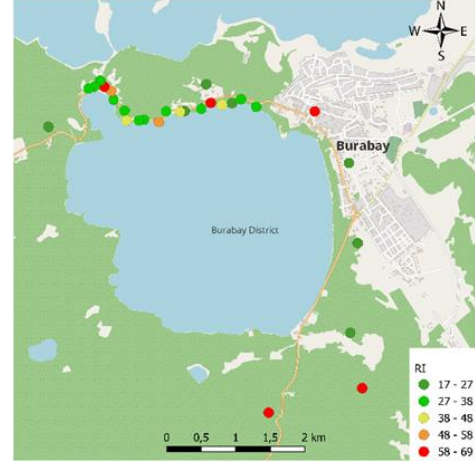 N
W E
S
Burabay
Burabay District
RI
17 - 27
27 - 38
38 - 48
48 - 58
58 - 69
0 0,5 1 1,5 2 km